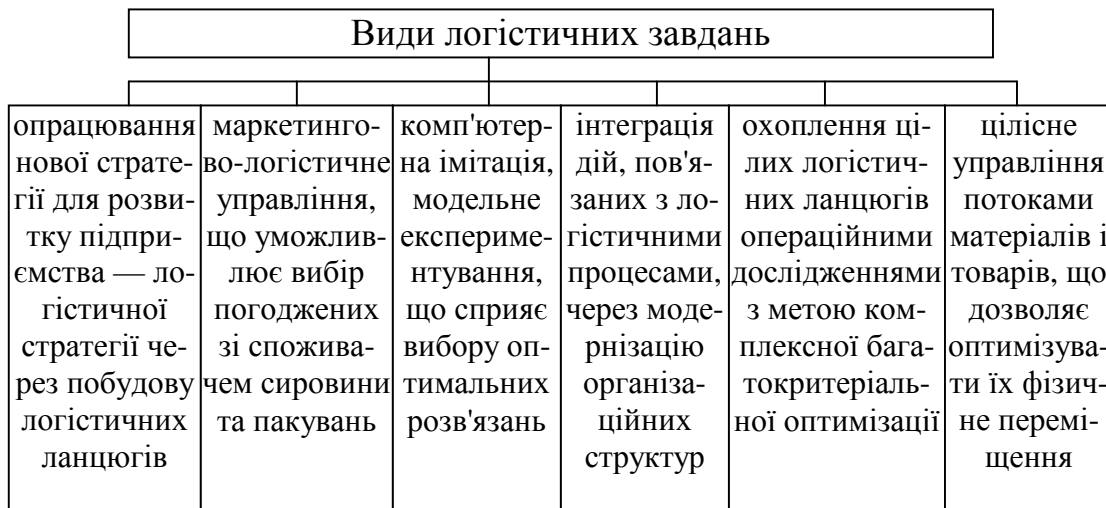 Види логістичних завдань
опрацювання
нової страте-
гії для розви-
тку підпри-
ємства — ло-
гістичної
стратегії че-
рез побудову
логістичних
ланцюгів
маркетинго-
во-логістичне
управління,
що уможлив-
лює вибір
погоджених
зі спожива-
чем сировини
та пакувань
комп'ютер-
на імітація,
модельне
експериме-
нтування,
що сприяє
вибору оп-
тимальних
розв'язань
інтеграція
дій, пов'я-
заних з ло-
гістичними
процесами,
через моде-
рнізацію
організа-
ційних
структур
охоплення ці-
лих логістич-
них ланцюгів
операційними
дослідженнями
з метою ком-
плексної бага-
токритеріаль-
ної оптимізації
цілісне
управління
потоками
матеріалів і
товарів, що
дозволяє
оптимізува-
ти їх фізич-
не перемі-
щення